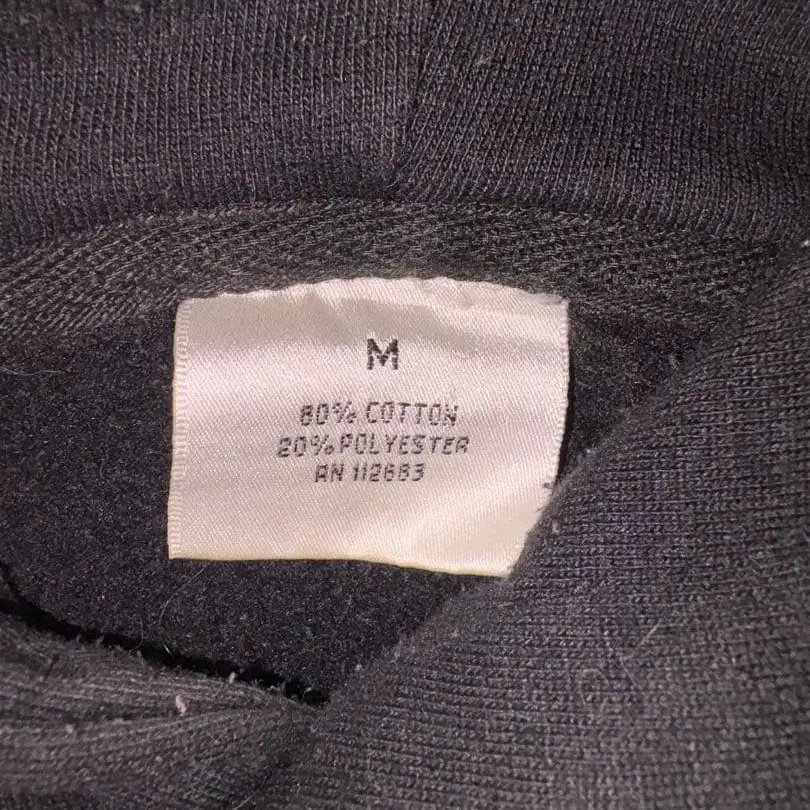 M
80% COTTON
20% POLYESTER
RN 112683